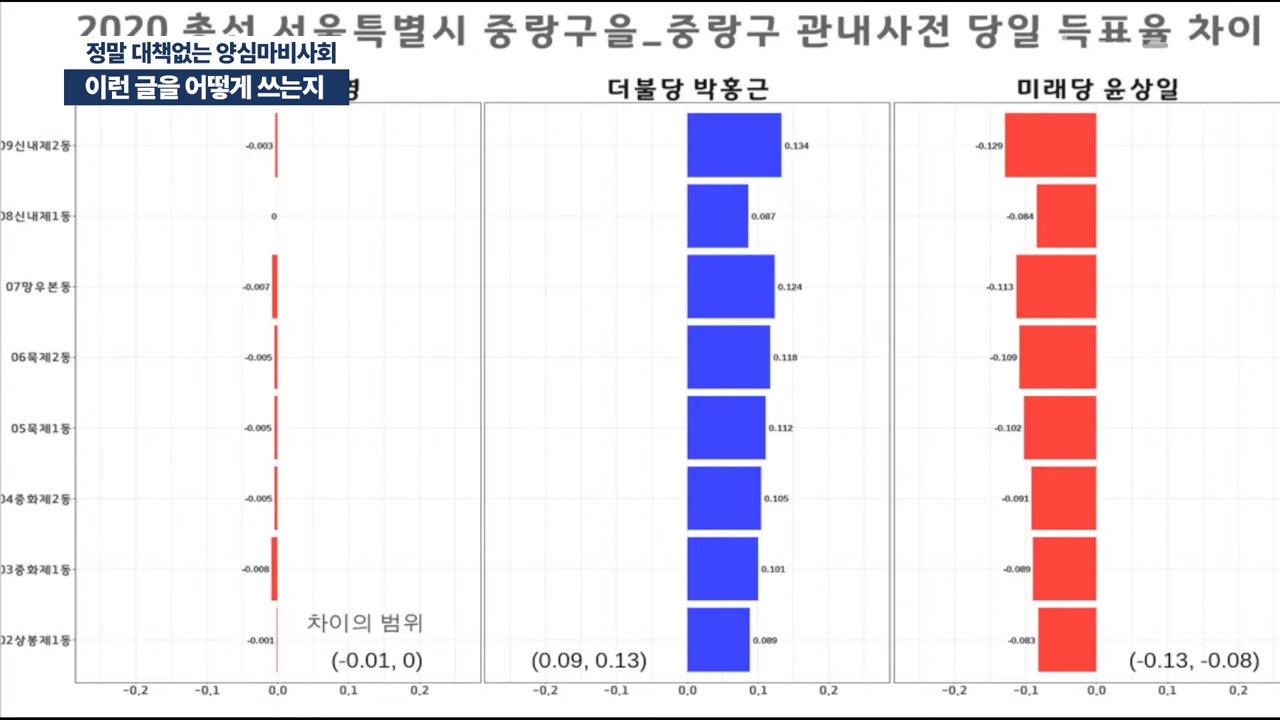 2020 총선 서울특별시 중랑구을_중랑구 관내사전 당일 득표율 차이
정말 대책없는 양심마비사회
이런 글을 어떻게 쓰는지
더불당 박홍근
미래당 윤상일
09신내제2동
-0.003
0.134
-0.129
08신내제1동
0
0.087
-0.084
07망우본동
-0.007
0.124
-0.113
06묵제2동
-0.005
0.118
-0.109
05묵제1동
-0.005
0.112
-0.102
04중화제2동
-0.005
0.105
-0.091
03중화제1동
-0.008
0.101
-0.089
02상봉제1동
-0.001
0.089
-0.083
차이의 범위
(-0.01, 0)
(0.09, 0.13)
(-0.13, -0.08)
-0.2 -0.1 0.0 0.1 0.2
-0.2 -0.1 0.0 0.1 0.2
-0.2 -0.1 0.0 0.1 0.2